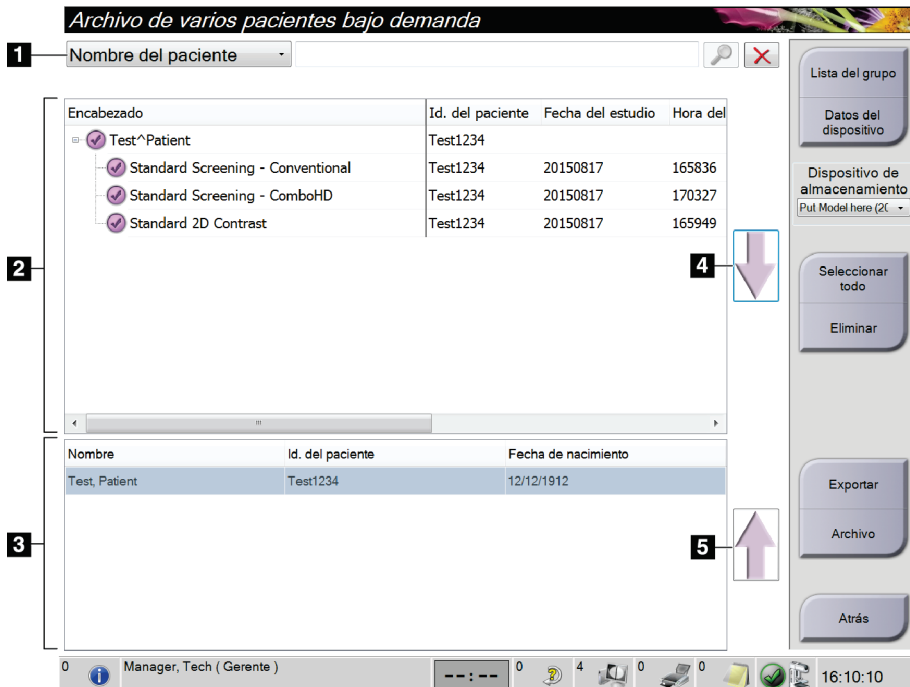 Archivo de varios pacientes bajo demanda
1
Nombre del paciente
Lista del grupo
Datos del dispositivo
Dispositivo de almacenamiento
Put Model here (20
2
Encabezado Id. del paciente Fecha del estudio Hora del
Test^Patient Test1234
Standard Screening - Conventional Test1234 20150817 165836
Standard Screening - ComboHD Test1234 20150817 170327
Standard 2D Contrast Test1234 20150817 165949
4
Seleccionar todo
Eliminar
3
Nombre Id. del paciente Fecha de nacimiento
Test, Patient Test1234 12/12/1912
5
Exportar
Archivo
Atrás
0 Manager, Tech ( Gerente ) --:-- 0 4 0 0 16:10:10